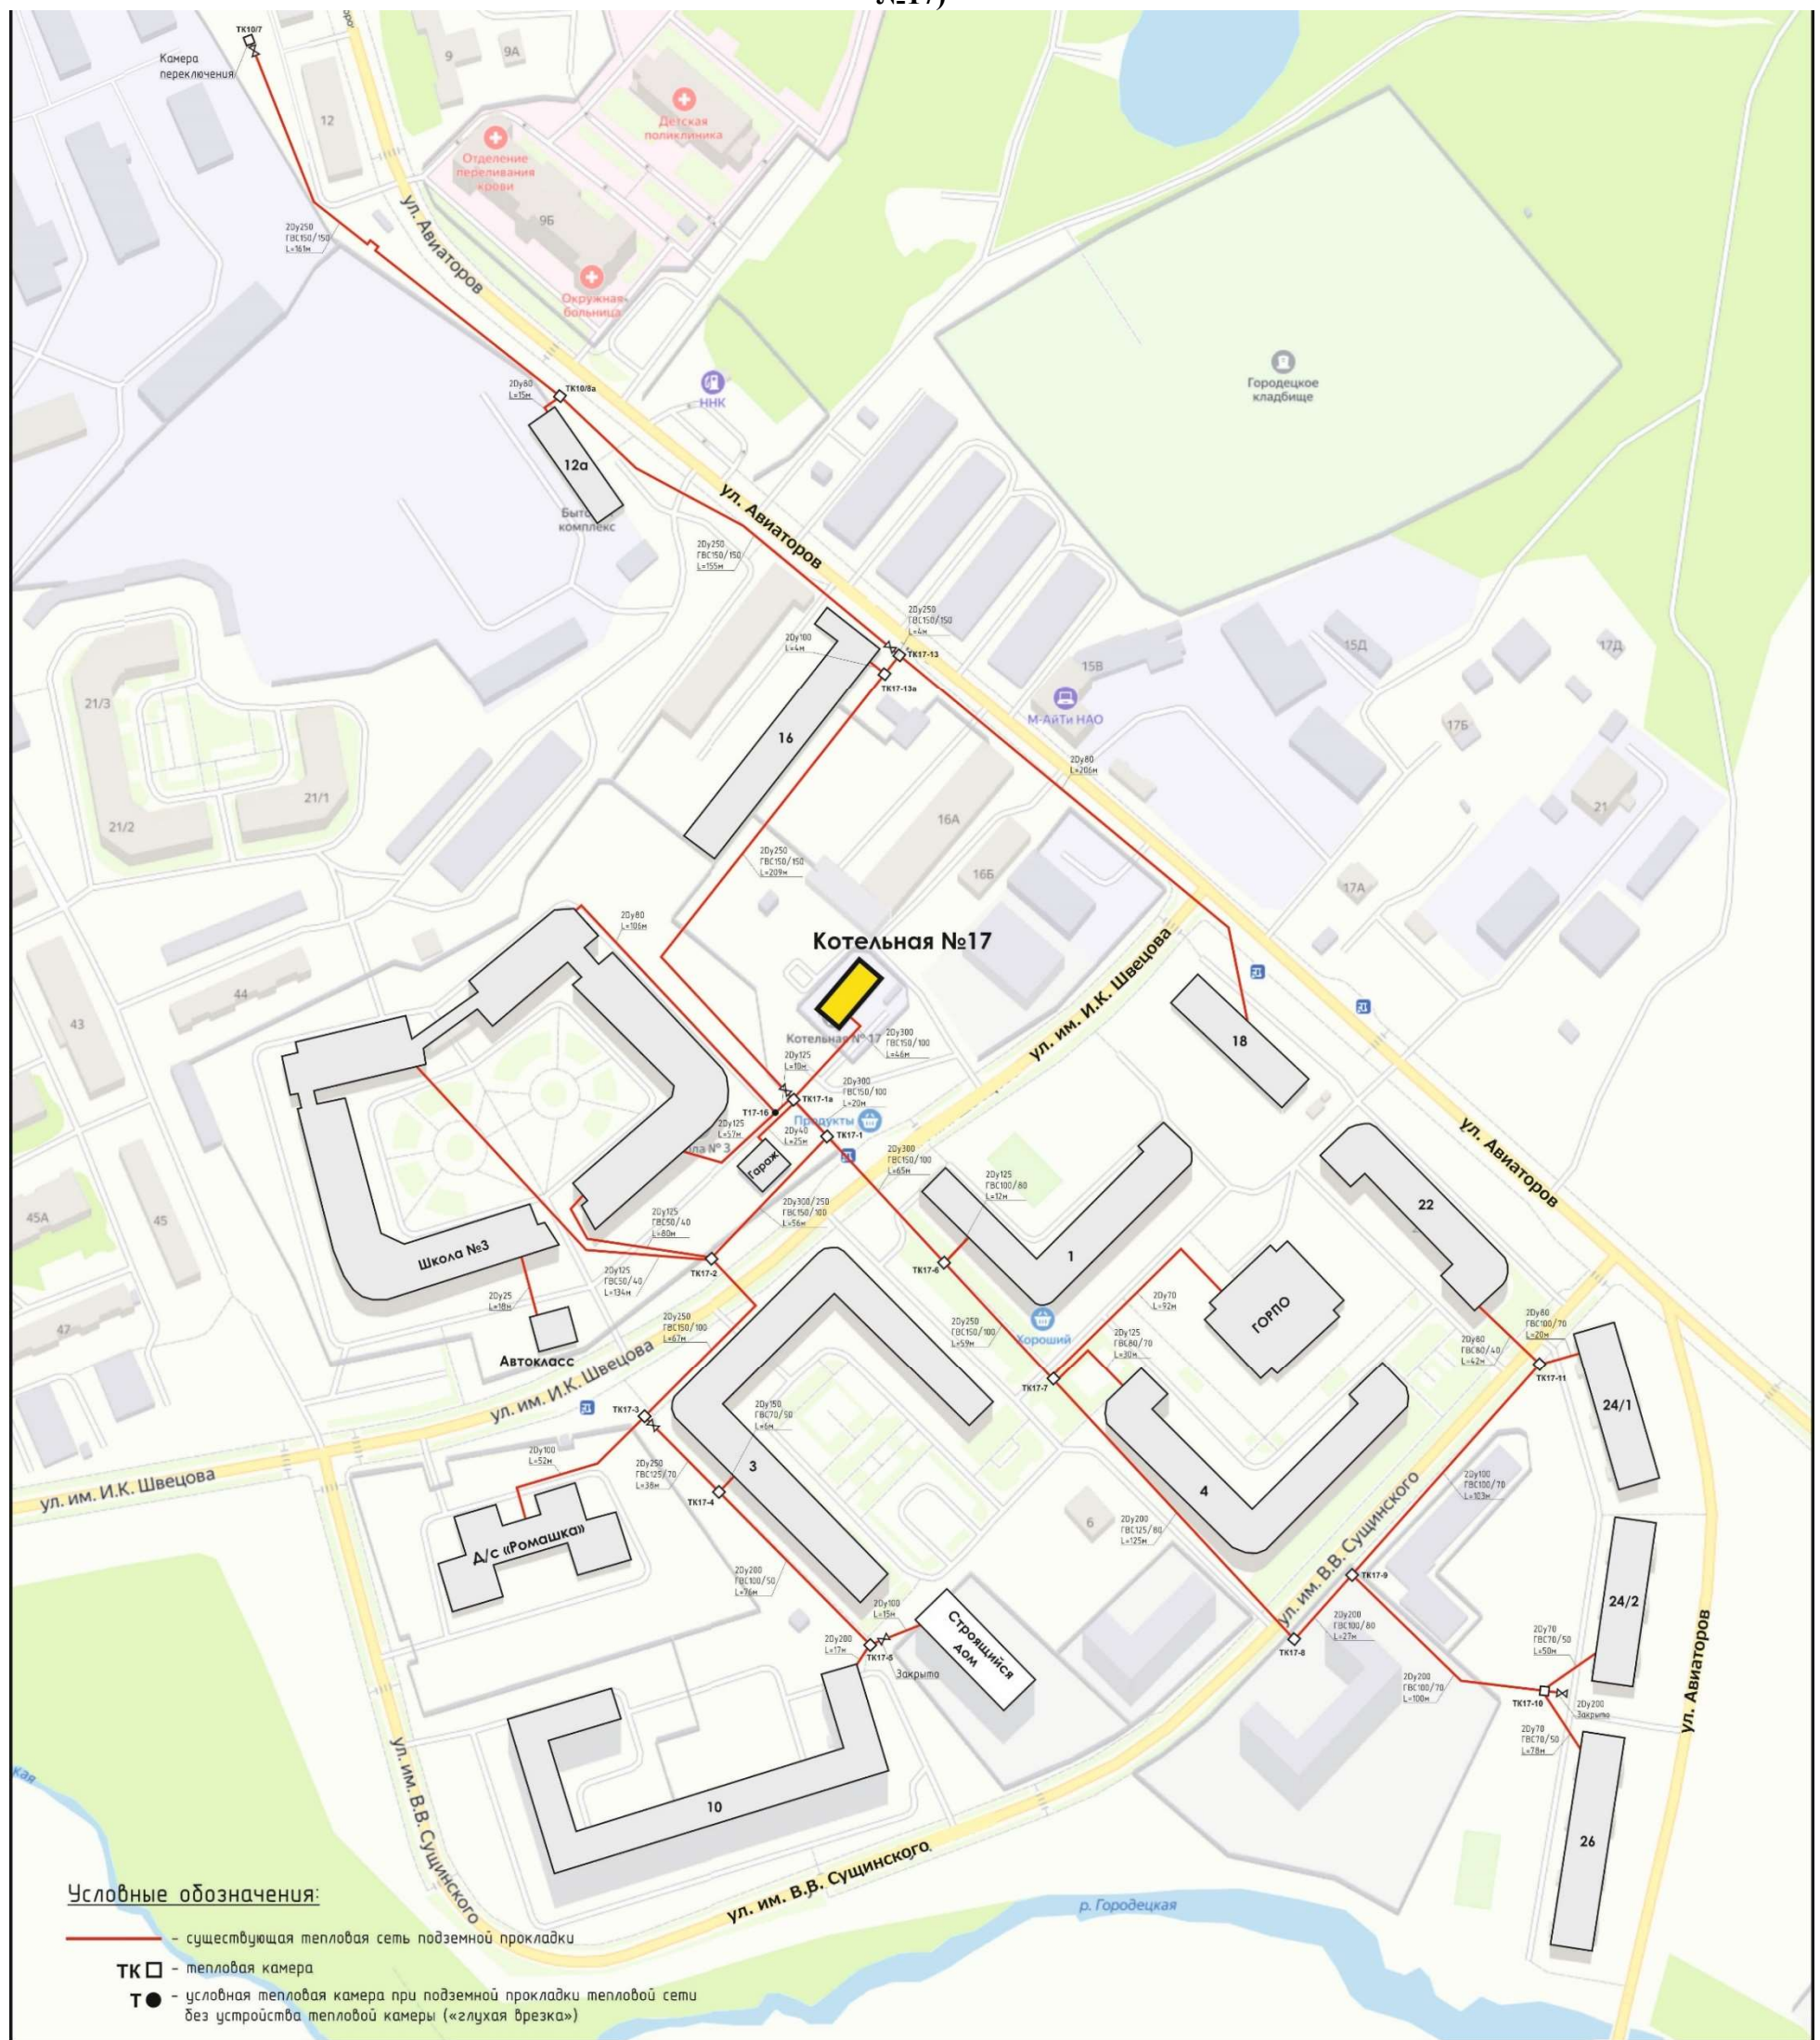 №17)
ТК10/7
Камера
переключения
9
9А
12
Детская
поликлиника
Отделение
переливания
крови
9Б
ул. Авиаторов
2Dy250
ГВС150/150
L=161м
Окружная
больница
ННК
Городецкое
кладбище
2Dy80
L=15м
ТК10/8а
12а
комплекс
ул. Авиаторов
2Dy250
ГВС150/150
L=155м
2Dy250
ГВС150/150
L=4м
2Dy100
L=4м
ТК17-13
ТК17-13а
15В
15Д
17Д
М-АйТи НАО
17Б
21/3
16
2Dy80
L=206м
21/1
21/2
16А
21
2Dy250
ГВС150/150
L=209м
16Б
17А
2Dy80
L=106м
Котельная №17
ул. им. И.К. Швецова
44
43
Котельная № 17
2Dy300
ГВС150/100
L=46м
18
2Dy125
L=10м
2Dy300
ГВС150/100
L=20м
ТК17-1а
Т17-1б
Продукты
2Dy125
L=57м
ла № 3
2Dy40
L=25м
ТК17-1
Гараж
2Dy300
ГВС150/100
L=65м
2Dy125
ГВС100/80
L=12м
ул. Авиаторов
45А
45
2Dy125
ГВС50/40
L=80м
2Dy300/250
ГВС150/100
L=56м
22
Школа №3
ТК17-2
ТК17-6
1
2Dy125
ГВС50/40
L=134м
2Dy25
L=18м
2Dy70
L=92м
ГОРПО
47
2Dy250
ГВС150/100
L=67м
2Dy250
ГВС150/100
L=59м
Хороший
2Dy125
ГВС80/70
L=30м
2Dy80
ГВС100/70
L=20м
2Dy80
ГВС80/40
L=42м
Автокласс
ТК17-7
ТК17-11
ул. им. И.К. Швецова
24/1
ТК17-3
2Dy150
ГВС70/50
L=6м
2Dy100
L=52м
2Dy250
ГВС125/70
L=38м
3
ул. им. И.К. Швецова
ТК17-4
4
2Dy100
ГВС100/70
L=103м
6
2Dy200
ГВС125/80
L=125м
Д/с «Ромашка»
ул. им. В.В. Сущинского
2Dy200
ГВС100/50
L=76м
ТК17-9
24/2
2Dy100
L=15м
Строящийся
дом
2Dy200
L=17м
ТК17-5
Закрыто
2Dy200
ГВС100/80
L=27м
ТК17-8
2Dy70
ГВС70/50
L=50м
ул. Авиаторов
2Dy200
ГВС100/70
L=100м
ТК17-10
2Dy200
Закрыто
2Dy70
ГВС70/50
L=78м
ул. им. В.В. Сущинского
10
26
кая
ул. им. В.В. Сущинского
р. Городецкая
Условные обозначения:
- существующая тепловая сеть подземной прокладки
ТК - тепловая камера
Т - условная тепловая камера при подземной прокладки тепловой сети
без устройства тепловой камеры («глухая врезка»)